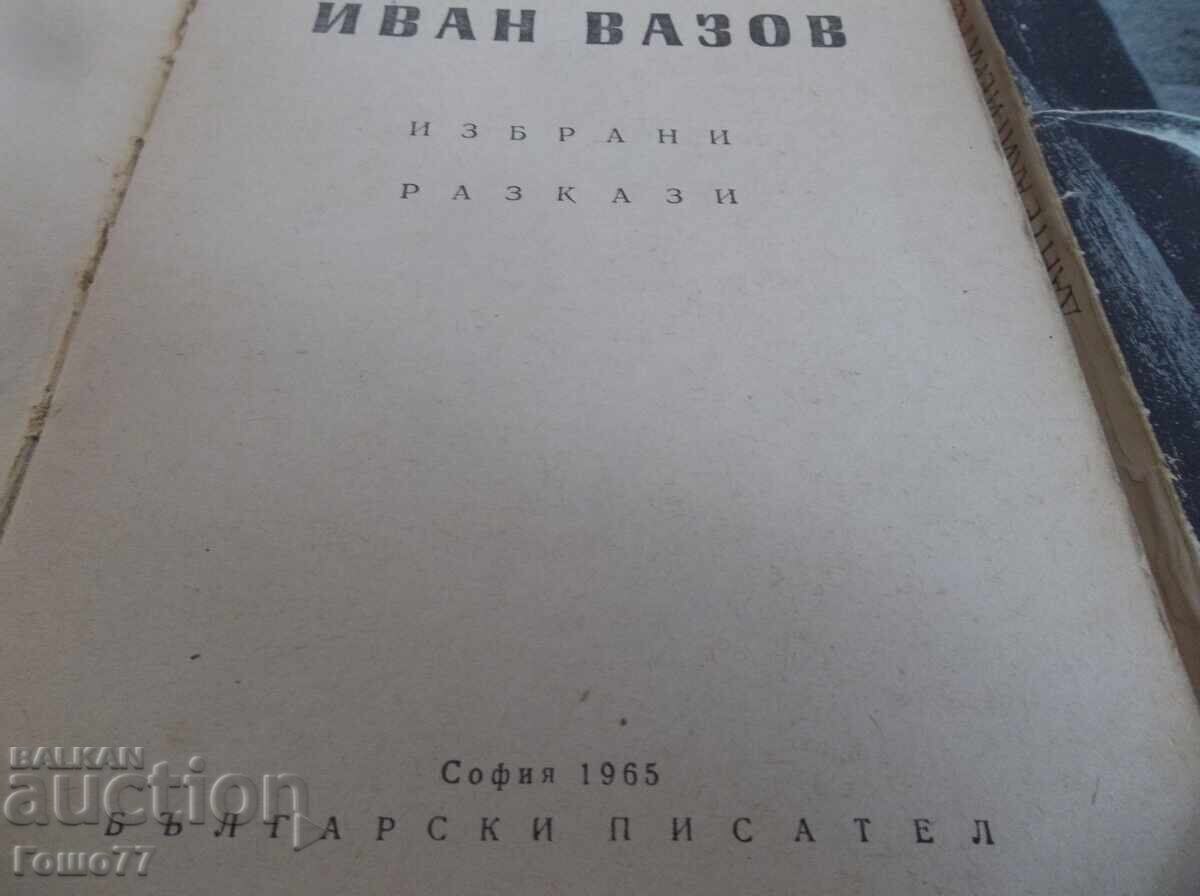 ИВАН ВАЗОВ
ИЗБРАНИ
РАЗКАЗИ
София 1965
БЪЛГАРСКИ ПИСАТЕЛ
BALKAN
auction
Гошо77